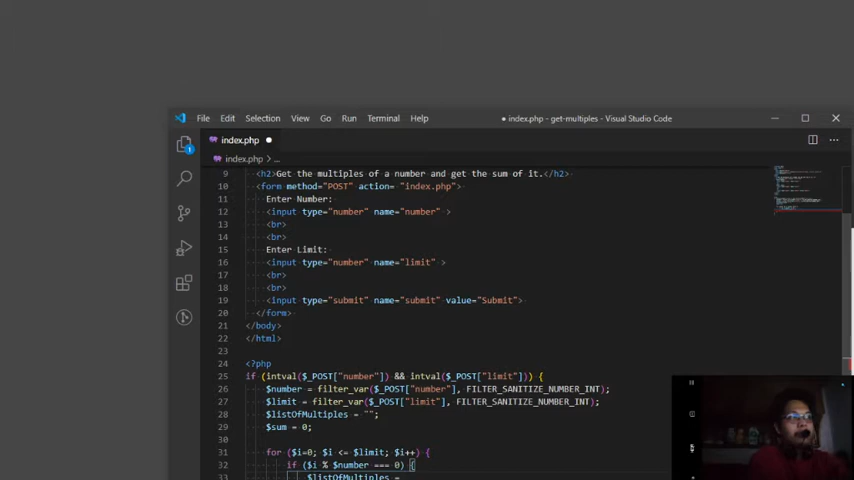 File Edit Selection View Go Run Terminal Help
● index.php - get-multiples - Visual Studio Code
index.php ●
index.php > ...
1
9 <h2>Get the multiples of a number and get the sum of it.</h2>
10 <form method="POST" action= "index.php">
11 Enter Number:
12 <input type="number" name="number" >
13 <br>
14 <br>
15 Enter Limit:
16 <input type="number" name="limit" >
17 <br>
18 <br>
19 <input type="submit" name="submit" value="Submit">
20 </form>
21 </body>
22 </html>
23
24 <?php
25 if (intval($_POST["number"]) && intval($_POST["limit"])) {
26 $number = filter_var($_POST["number"], FILTER_SANITIZE_NUMBER_INT);
27 $limit = filter_var($_POST["limit"], FILTER_SANITIZE_NUMBER_INT);
28 $listOfMultiples = "";
29 $sum = 0;
30
31 for ($i=0; $i <= $limit; $i++) {
32 if ($i % $number === 0) {
33 $listOfMultiples =